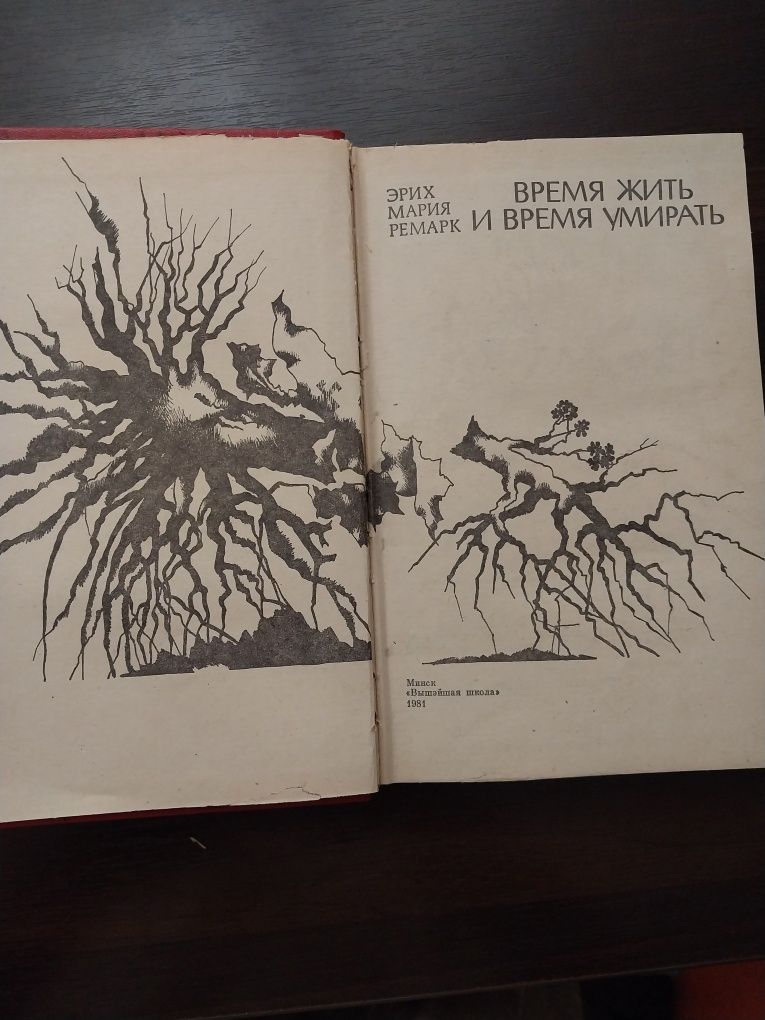 ЭРИХ
МАРИЯ
РЕМАРК
ВРЕМЯ ЖИТЬ
И ВРЕМЯ УМИРАТЬ
Минск
«Вышэйшая школа»
1981